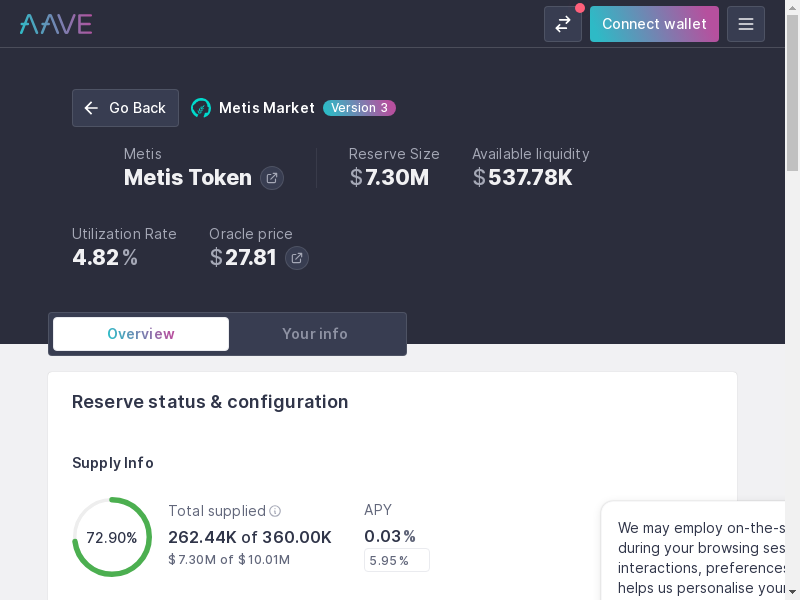 AAVE
Connect wallet
Go Back
Metis Market
Version 3
Metis
Metis Token
Reserve Size
$7.30M
Available liquidity
$537.78K
Utilization Rate
4.82%
Oracle price
$27.81
Overview
Your info
Reserve status & configuration
Supply Info
72.90%
Total supplied
262.44K of 360.00K
$7.30M of $10.01M
APY
0.03%
5.95%
We may employ on-the-s
during your browsing ses
interactions, preferences
helps us personalise your